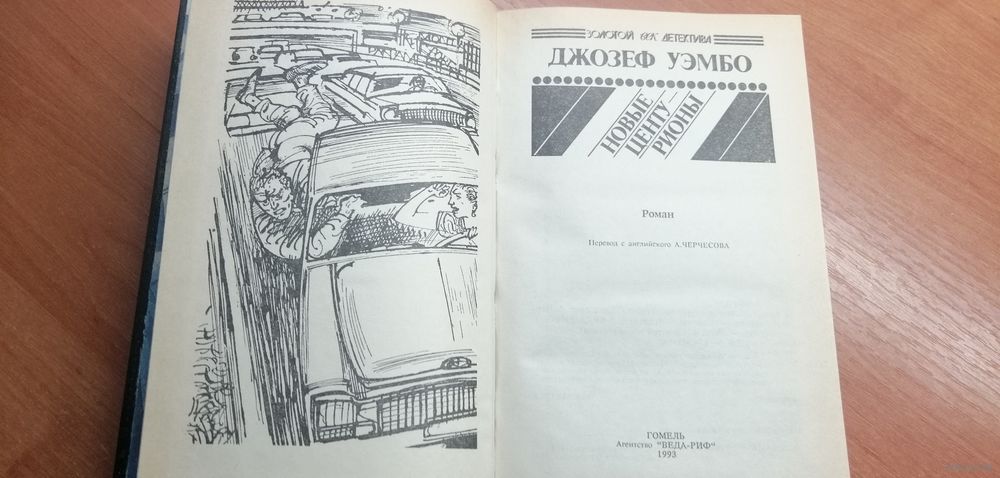 ЗОЛОТОЙ ВЕК ДЕТЕКТИВА
ДЖОЗЕФ УЭМБО
НОВЫЕ
ЦЕНТУ
РИОНЫ
Роман
Перевод с английского А.ЧЕРЧЕСОВА
ГОМЕЛЬ
Агентство "ВЕДА-РИФ"
1993